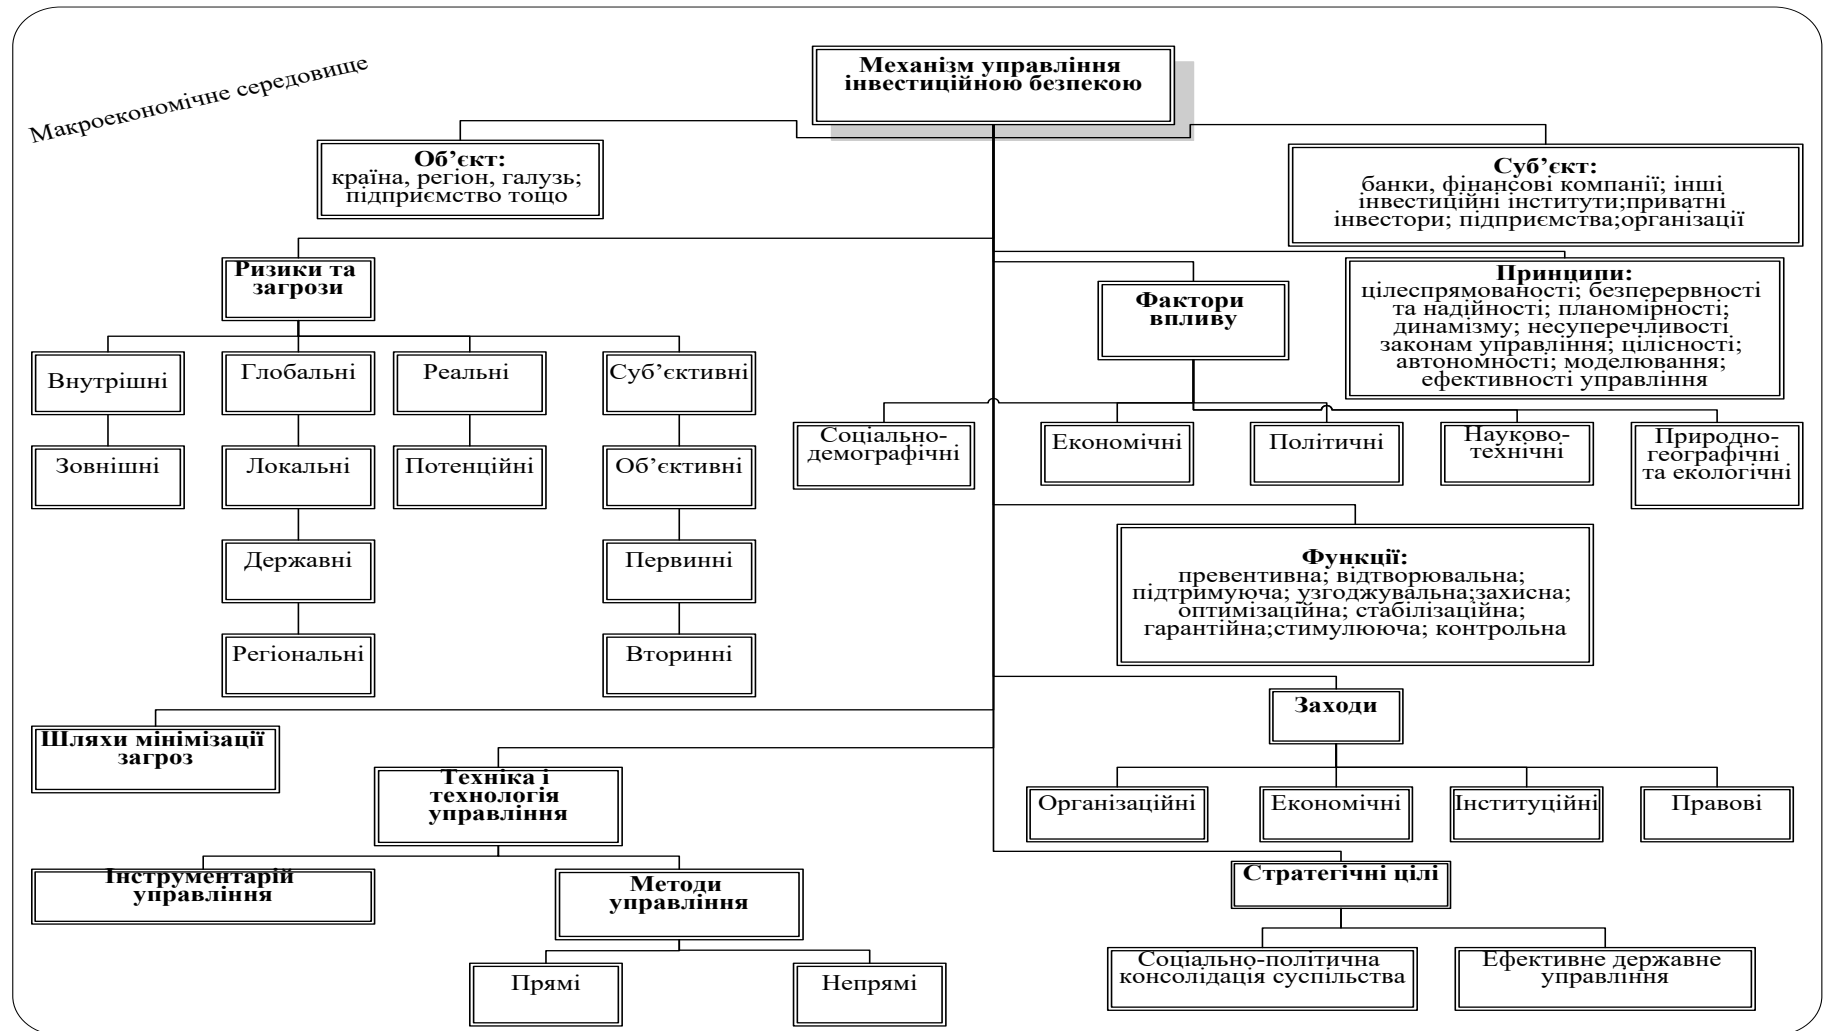 Макроекономічне середовище
Механізм управління
інвестиційною безпекою
Об’єкт:
країна, регіон, галузь;
підприємство тощо
Суб’єкт:
банки, фінансові компанії; інші
інвестиційні інститути;приватні
інвестори; підприємства;організації
Ризики та
загрози
Фактори
впливу
Принципи:
цілеспрямованості; безперервності
та надійності; планомірності;
динамізму; несуперечливості
законам управління; цілісності;
автономності; моделювання;
ефективності управління
Внутрішні
Глобальні
Реальні
Суб’єктивні
Зовнішні
Локальні
Потенційні
Об’єктивні
Державні
Первинні
Регіональні
Вторинні
Соціально-
демографічні
Економічні
Політичні
Науково-
технічні
Природно-
географічні
та екологічні
Функції:
превентивна; відтворювальна;
підтримуюча; узгоджувальна;захисна;
оптимізаційна; стабілізаційна;
гарантійна;стимулююча; контрольна
Шляхи мінімізації
загроз
Заходи
Техніка і
технологія
управління
Організаційні
Економічні
Інституційні
Правові
Інструментарій
управління
Методи
управління
Стратегічні цілі
Прямі
Непрямі
Соціально-політична
консолідація суспільства
Ефективне державне
управління